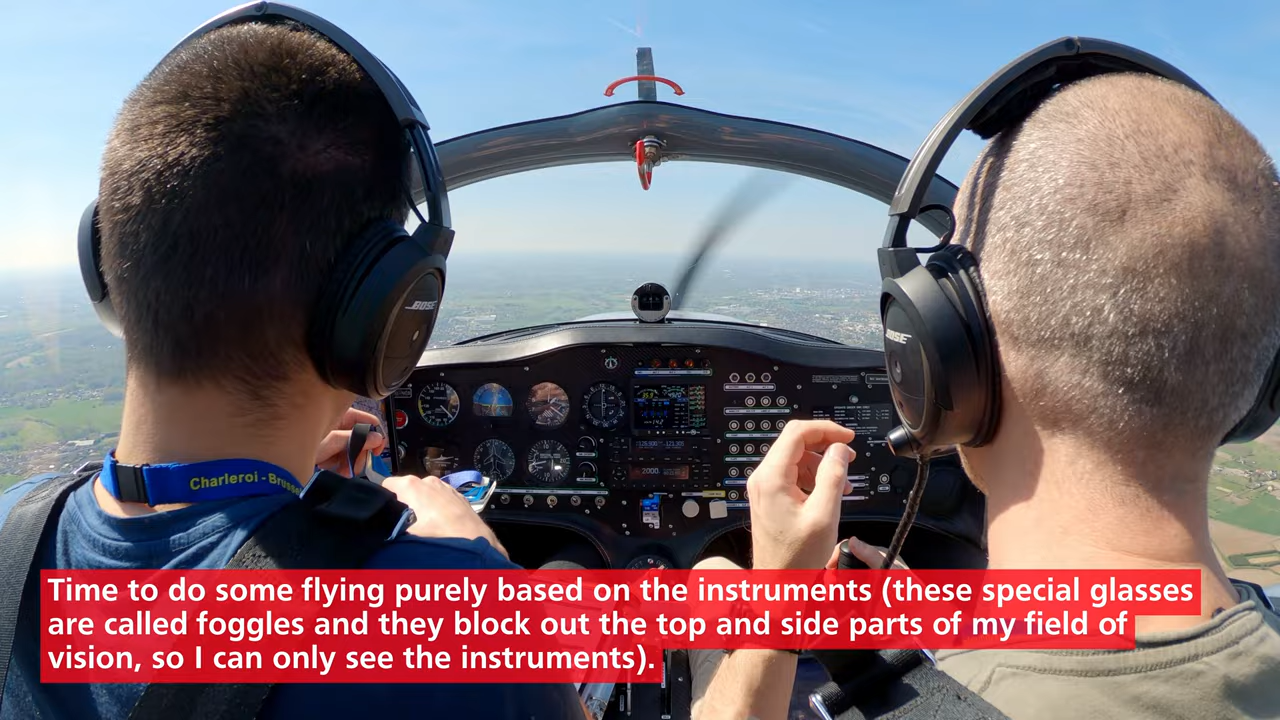 BOSE
BOSE
Charleroi - Brusse
Time to do some flying purely based on the instruments (these special glasses
are called foggles and they block out the top and side parts of my field of
vision, so I can only see the instruments).